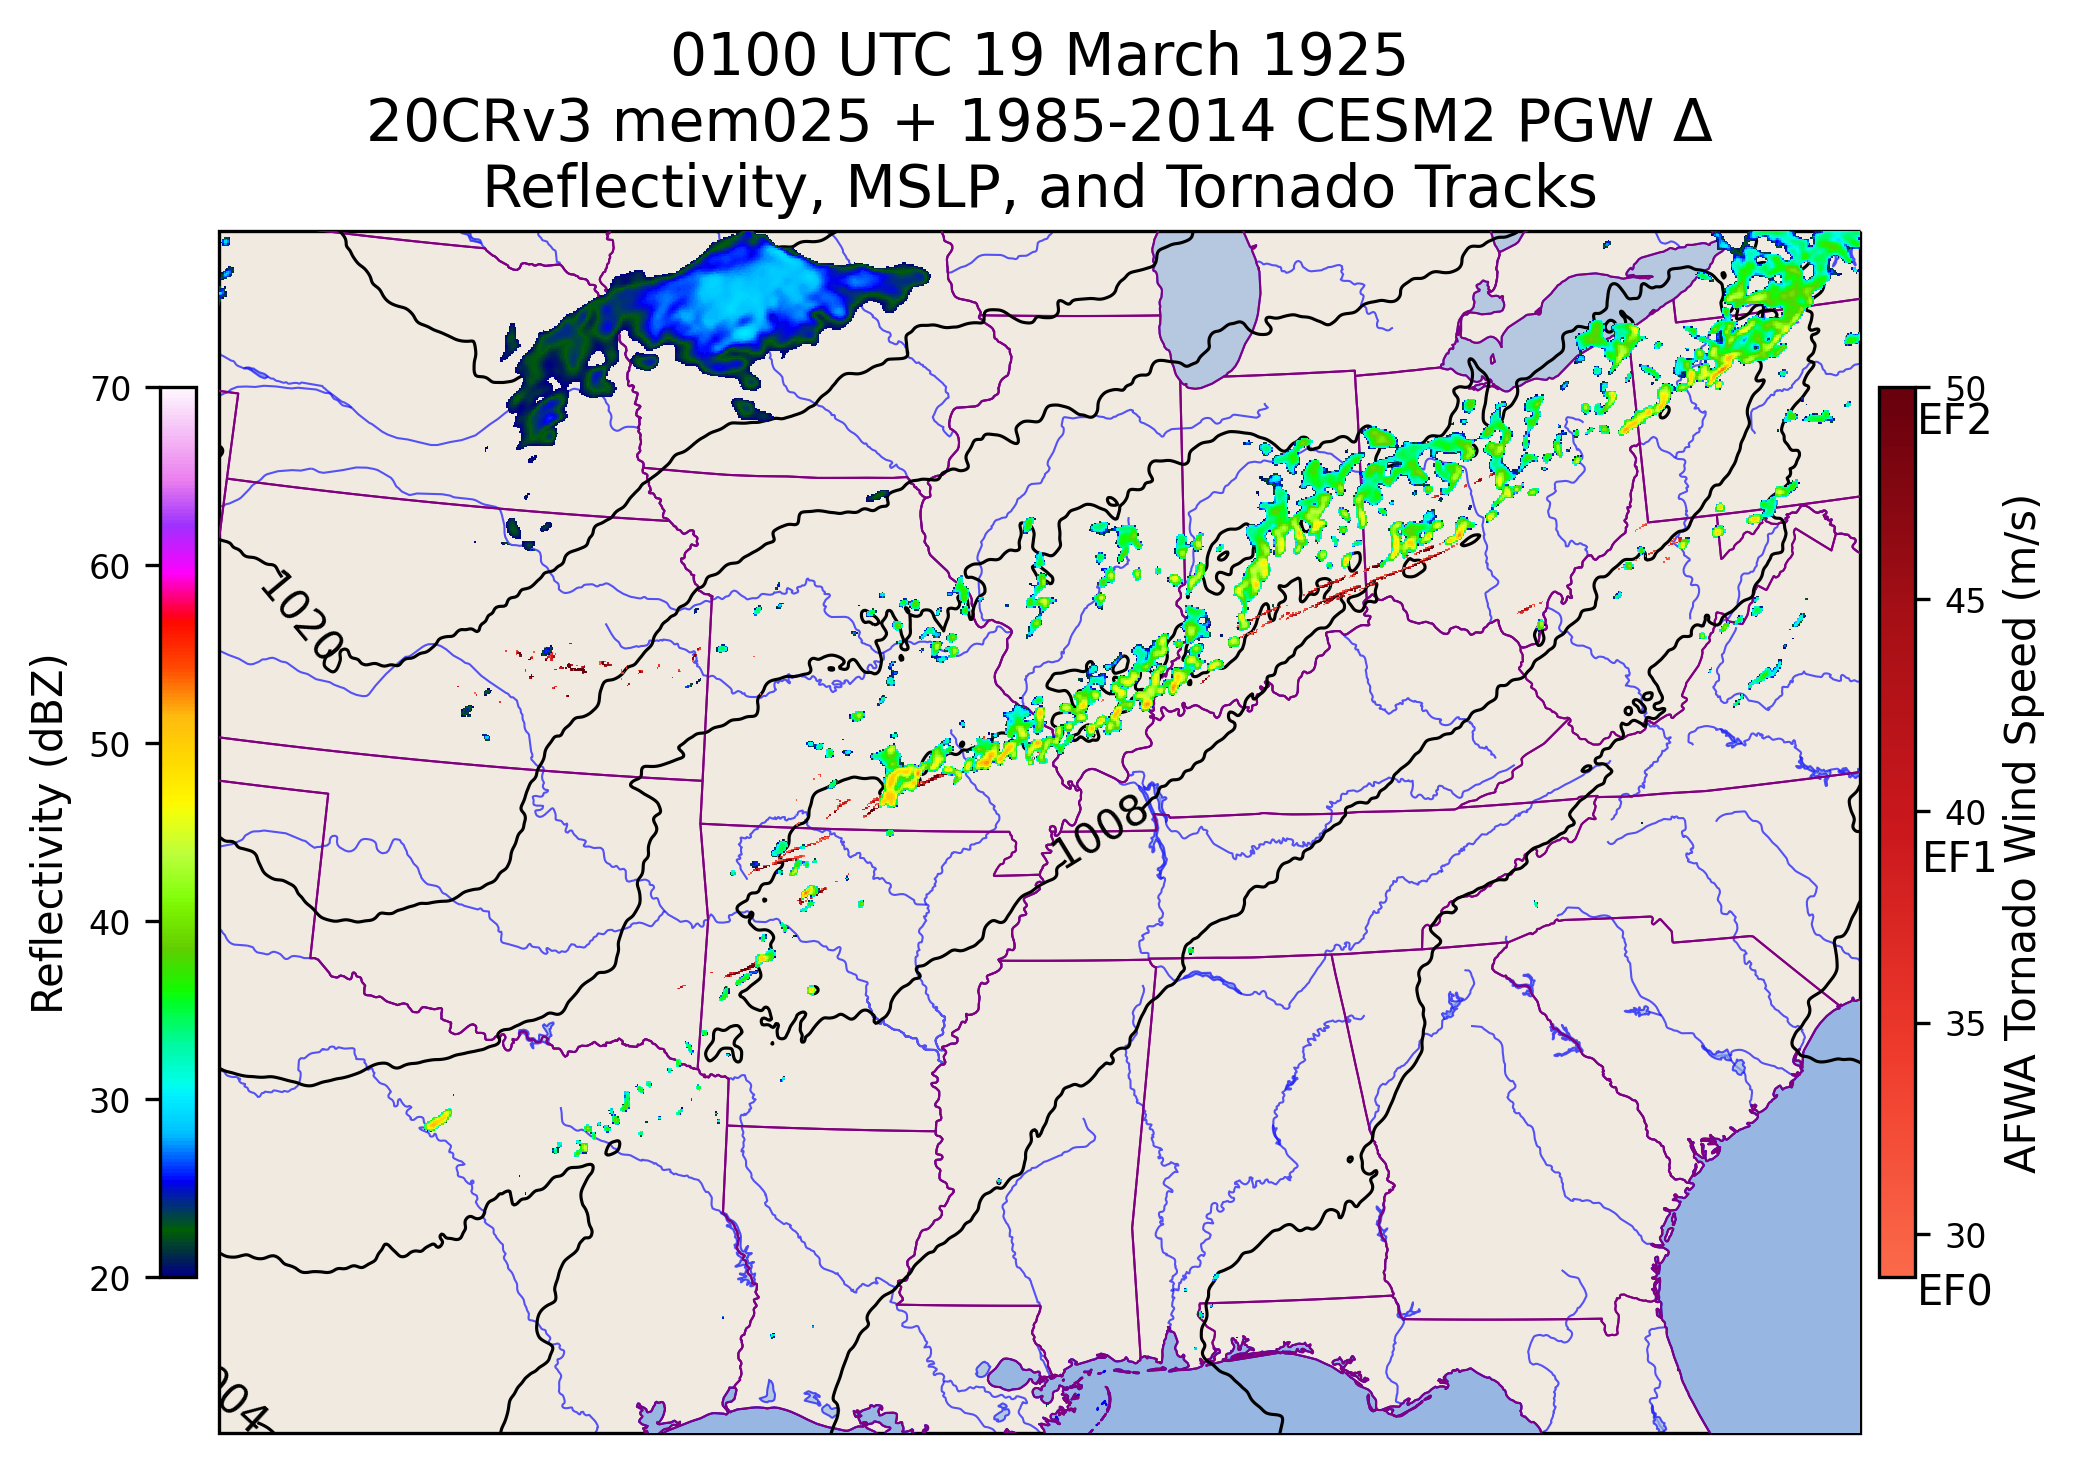 0100 UTC 19 March 1925
20CRv3 mem025 + 1985-2014 CESM2 PGW Δ
Reflectivity, MSLP, and Tornado Tracks
70
60
50
40
30
20
Reflectivity (dBZ)
1020
1008
004
50
EF2
45
40
EF1
35
30
EF0
AFWA Tornado Wind Speed (m/s)